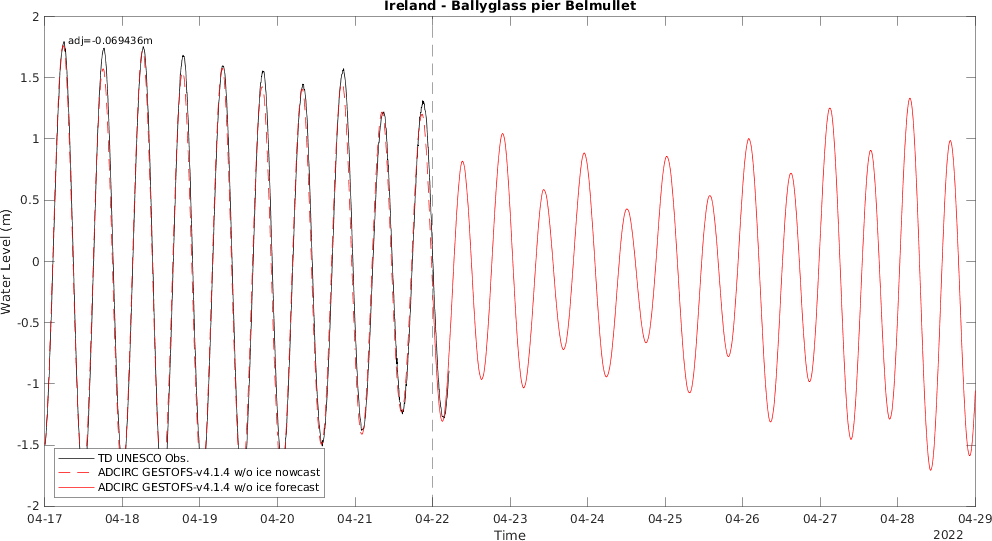 Ireland - Ballyglass pier Belmullet
adj=-0.069436m
Water Level (m)
2
1.5
1
0.5
0
-0.5
-1
-1.5
-2
TD UNESCO Obs.
ADCIRC GESTOFS-v4.1.4 w/o ice nowcast
ADCIRC GESTOFS-v4.1.4 w/o ice forecast
04-17 04-18 04-19 04-20 04-21 04-22 04-23 04-24 04-25 04-26 04-27 04-28 04-29
Time
2022